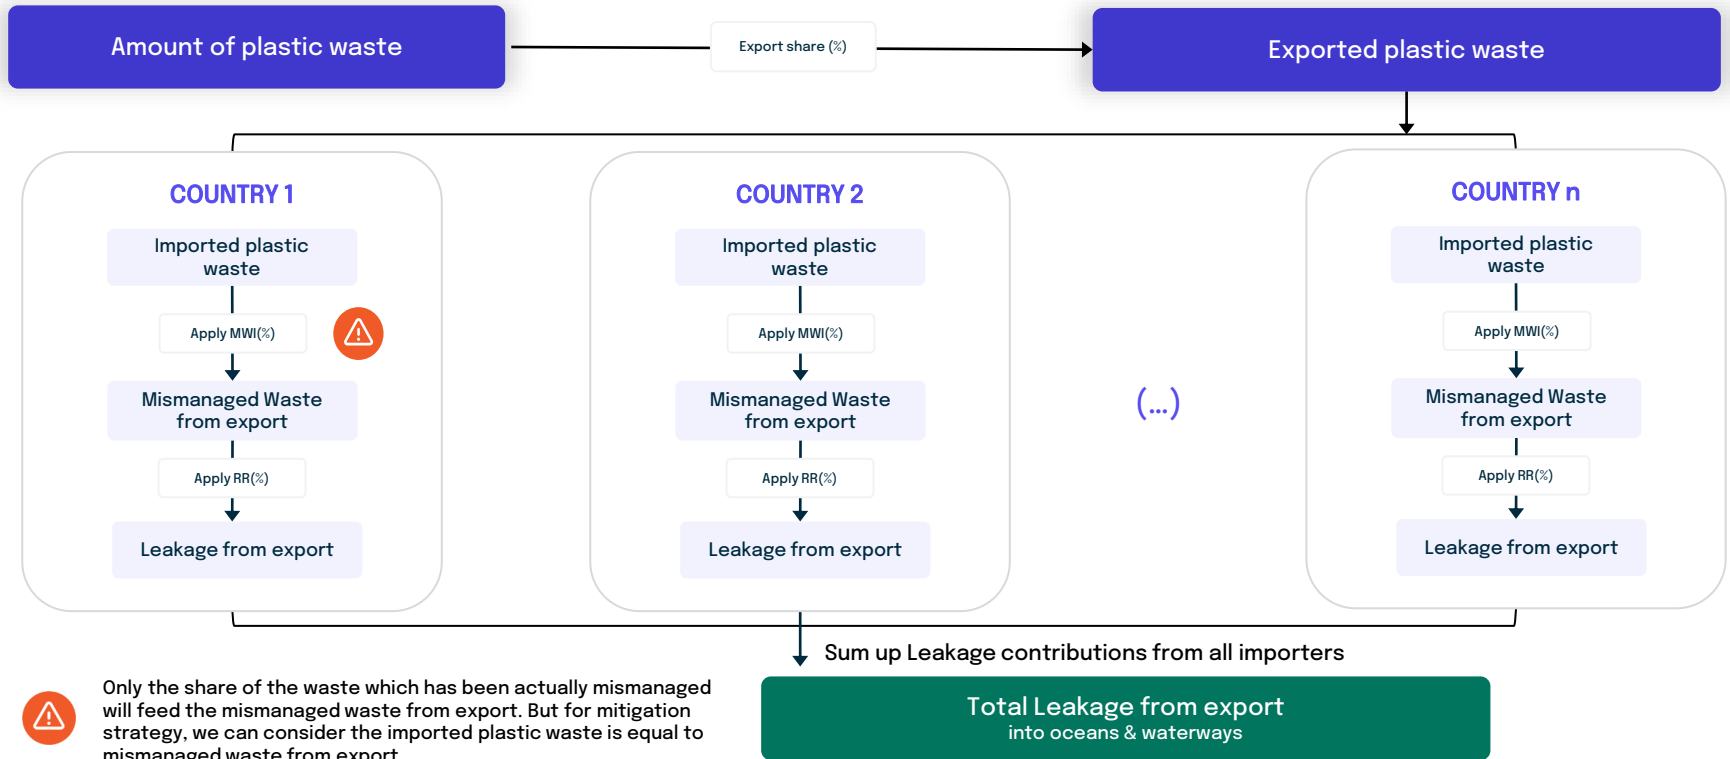 Amount of plastic waste
Export share (%)
Exported plastic waste
COUNTRY 1
Imported plastic
waste
Apply MWI(%)
Mismanaged Waste
from export
Apply RR(%)
Leakage from export
COUNTRY 2
Imported plastic
waste
Apply MWI(%)
Mismanaged Waste
from export
Apply RR(%)
Leakage from export
(...)
COUNTRY n
Imported plastic
waste
Apply MWI(%)
Mismanaged Waste
from export
Apply RR(%)
Leakage from export
Sum up Leakage contributions from all importers
Only the share of the waste which has been actually mismanaged
will feed the mismanaged waste from export. But for mitigation
strategy, we can consider the imported plastic waste is equal to
mismanaged waste from export
Total Leakage from export
into oceans & waterways